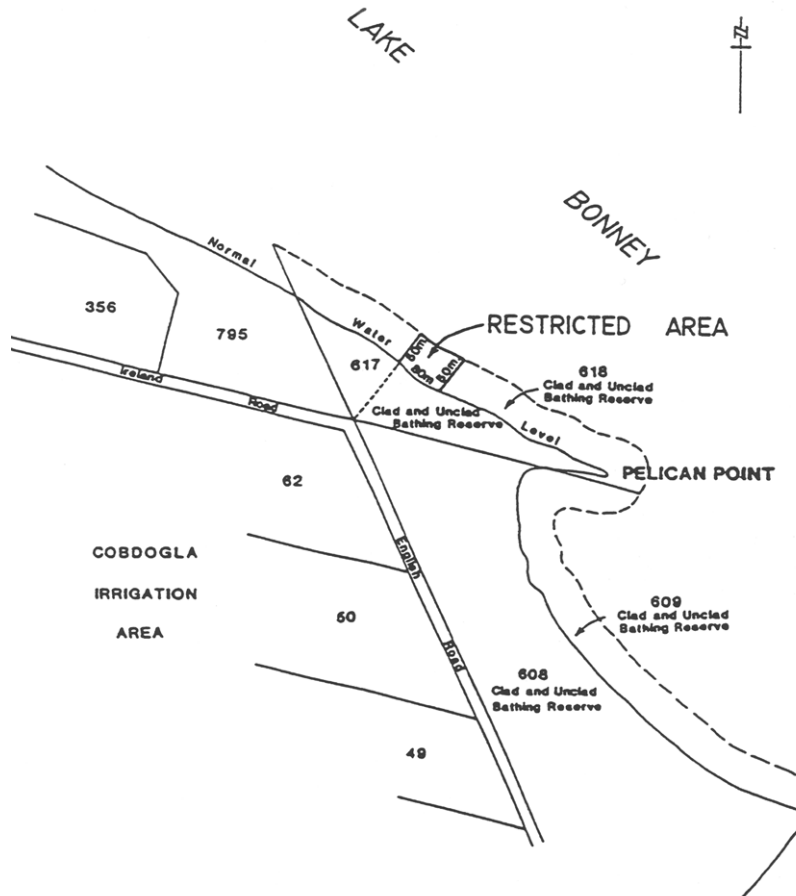 LAKE
N
BONNEY
Normal
Water
Level
356
795
617
RESTRICTED AREA
50m.
80m
50m.
618
Clad and Unclad
Bathing Reserve
Clad and Unclad
Bathing Reserve
Ireland
Road
PELICAN POINT
62
COBDOGLA
IRRIGATION
AREA
English
Road
50
609
Clad and Unclad
Bathing Reserve
608
Clad and Unclad
Bathing Reserve
49